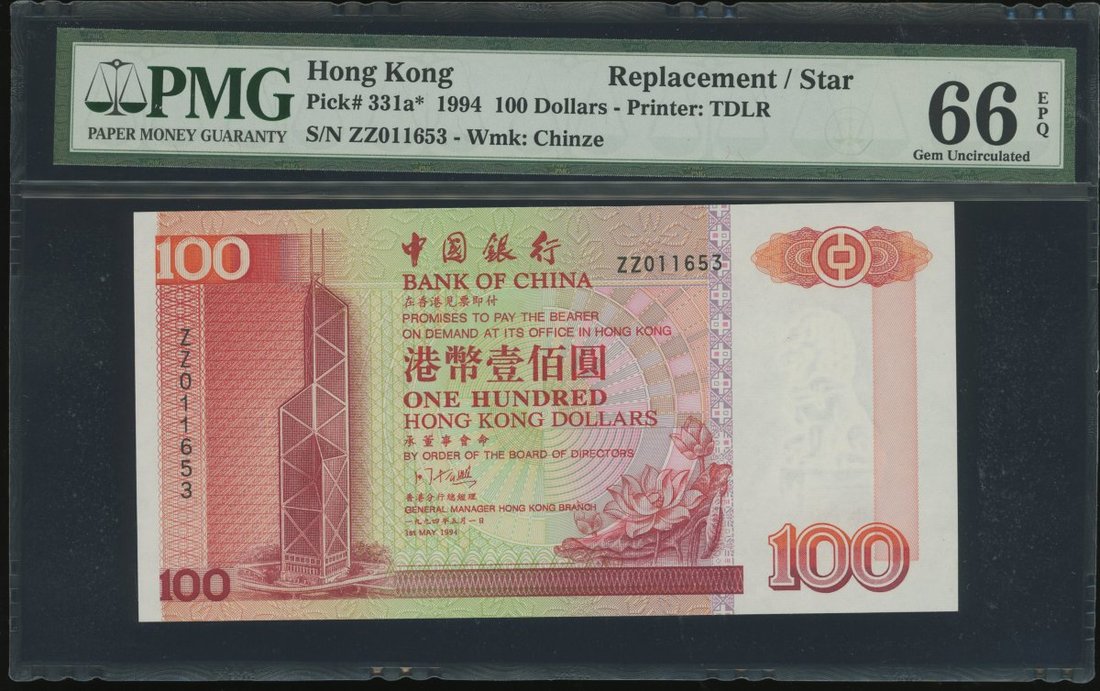 PMG
PAPER MONEY GUARANTY
Hong Kong Replacement / Star
Pick# 331a* 1994 100 Dollars - Printer: TDLR
S/N ZZ011653 - Wmk: Chinze
66
EPQ
Gem Uncirculated
100
中國銀行
ZZ011653
BANK OF CHINA
在香港見票即付
PROMISES TO PAY THE BEARER
ON DEMAND AT ITS OFFICE IN HONG KONG
港幣壹佰圓
ONE HUNDRED
HONG KONG DOLLARS
承董事會命
BY ORDER OF THE BOARD OF DIRECTORS
香港分行總經理
GENERAL MANAGER HONG KONG BRANCH
一九九四年五月一日
1st MAY 1994
ZZ011653
100
100